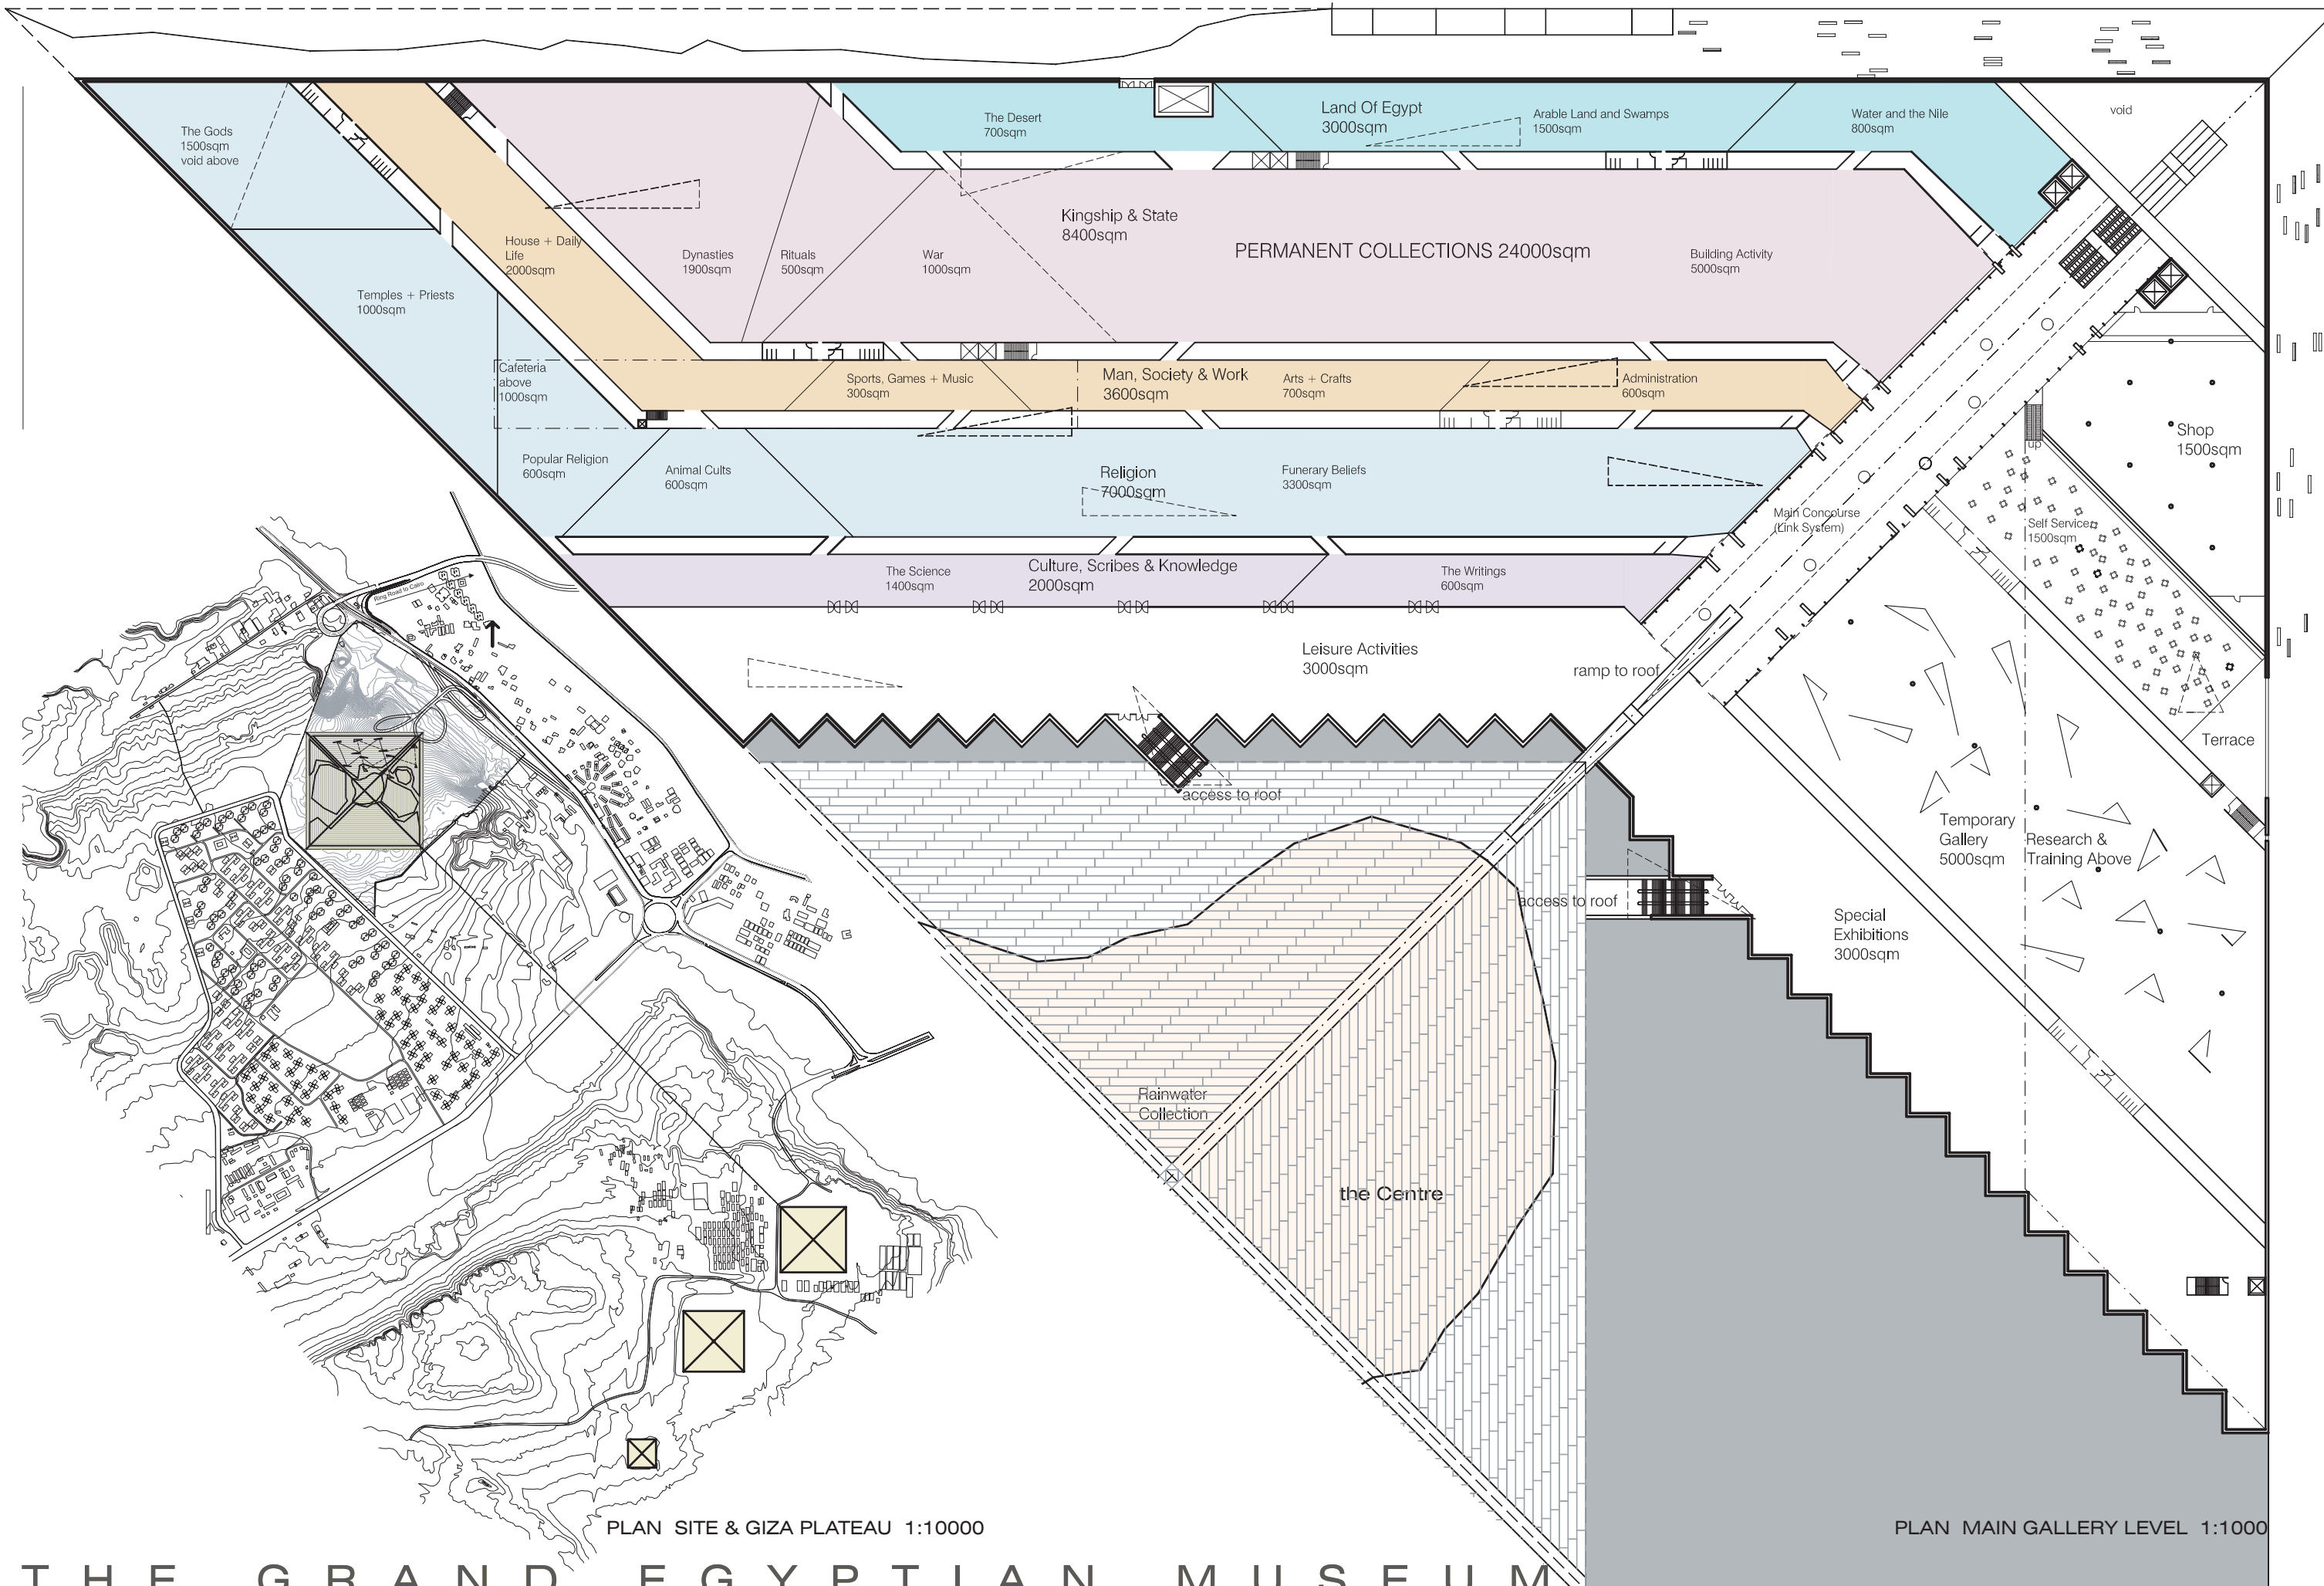 The Gods
1500sqm
void above
The Desert
700sqm
Land Of Egypt
3000sqm
Arable Land and Swamps
1500sqm
Water and the Nile
800sqm
void
House + Daily
Life
2000sqm
Dynasties
1900sqm
Rituals
500sqm
War
1000sqm
Kingship & State
8400sqm
PERMANENT COLLECTIONS 24000sqm
Building Activity
5000sqm
Temples + Priests
1000sqm
Cafeteria
above
1000sqm
Sports, Games + Music
300sqm
Man, Society & Work
3600sqm
Arts + Crafts
700sqm
Administration
600sqm
Popular Religion
600sqm
Animal Cults
600sqm
Religion
7000sqm
Funerary Beliefs
3300sqm
up
Shop
1500sqm
Main Concourse
(Link System)
Self Service
1500sqm
The Science
1400sqm
Culture, Scribes & Knowledge
2000sqm
The Writings
600sqm
Ring Road to Cairo
Leisure Activities
3000sqm
ramp to roof
Terrace
access to roof
Temporary
Gallery
5000sqm
Research &
Training Above
access to roof
Special
Exhibitions
3000sqm
Rainwater
Collection
the Centre
PLAN SITE & GIZA PLATEAU 1:10000
PLAN MAIN GALLERY LEVEL 1:1000
THE GRAND EGYPTIAN MUSEUM